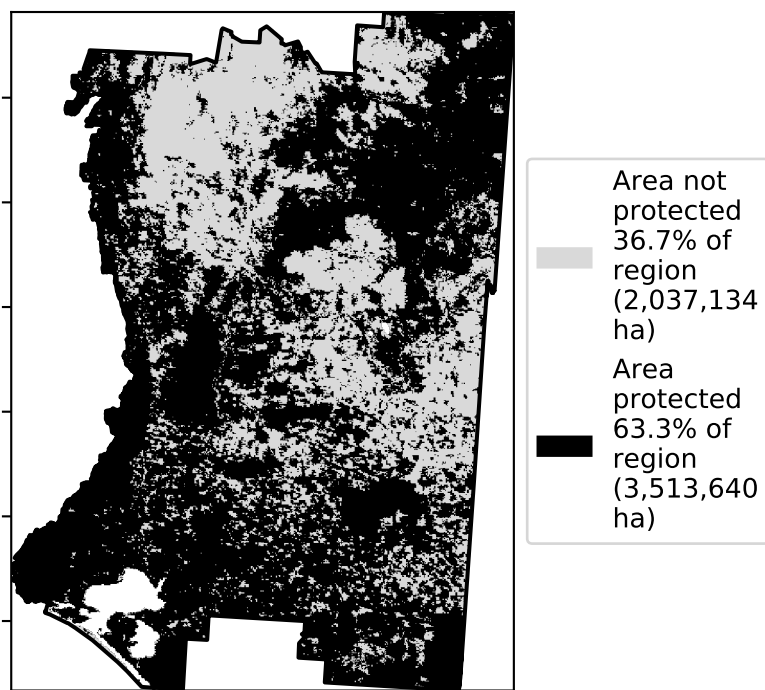 Area not
protected
36.7% of
region
(2,037,134
ha)
Area
protected
63.3% of
region
(3,513,640
ha)